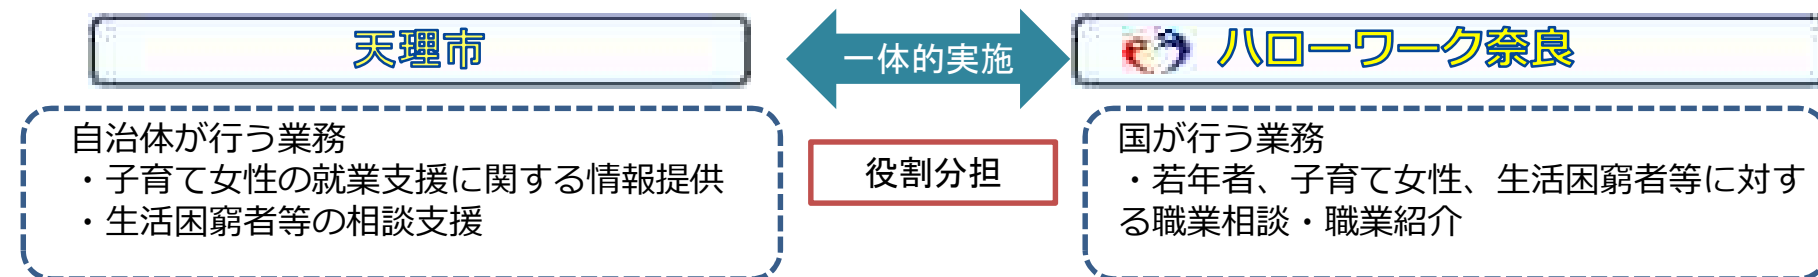 天理市
一体的実施
ハローワーク奈良
自治体が行う業務
・子育て女性の就業支援に関する情報提供
・生活困窮者等の相談支援
役割分担
国が行う業務
・若年者、子育て女性、生活困窮者等に対す
る職業相談・職業紹介